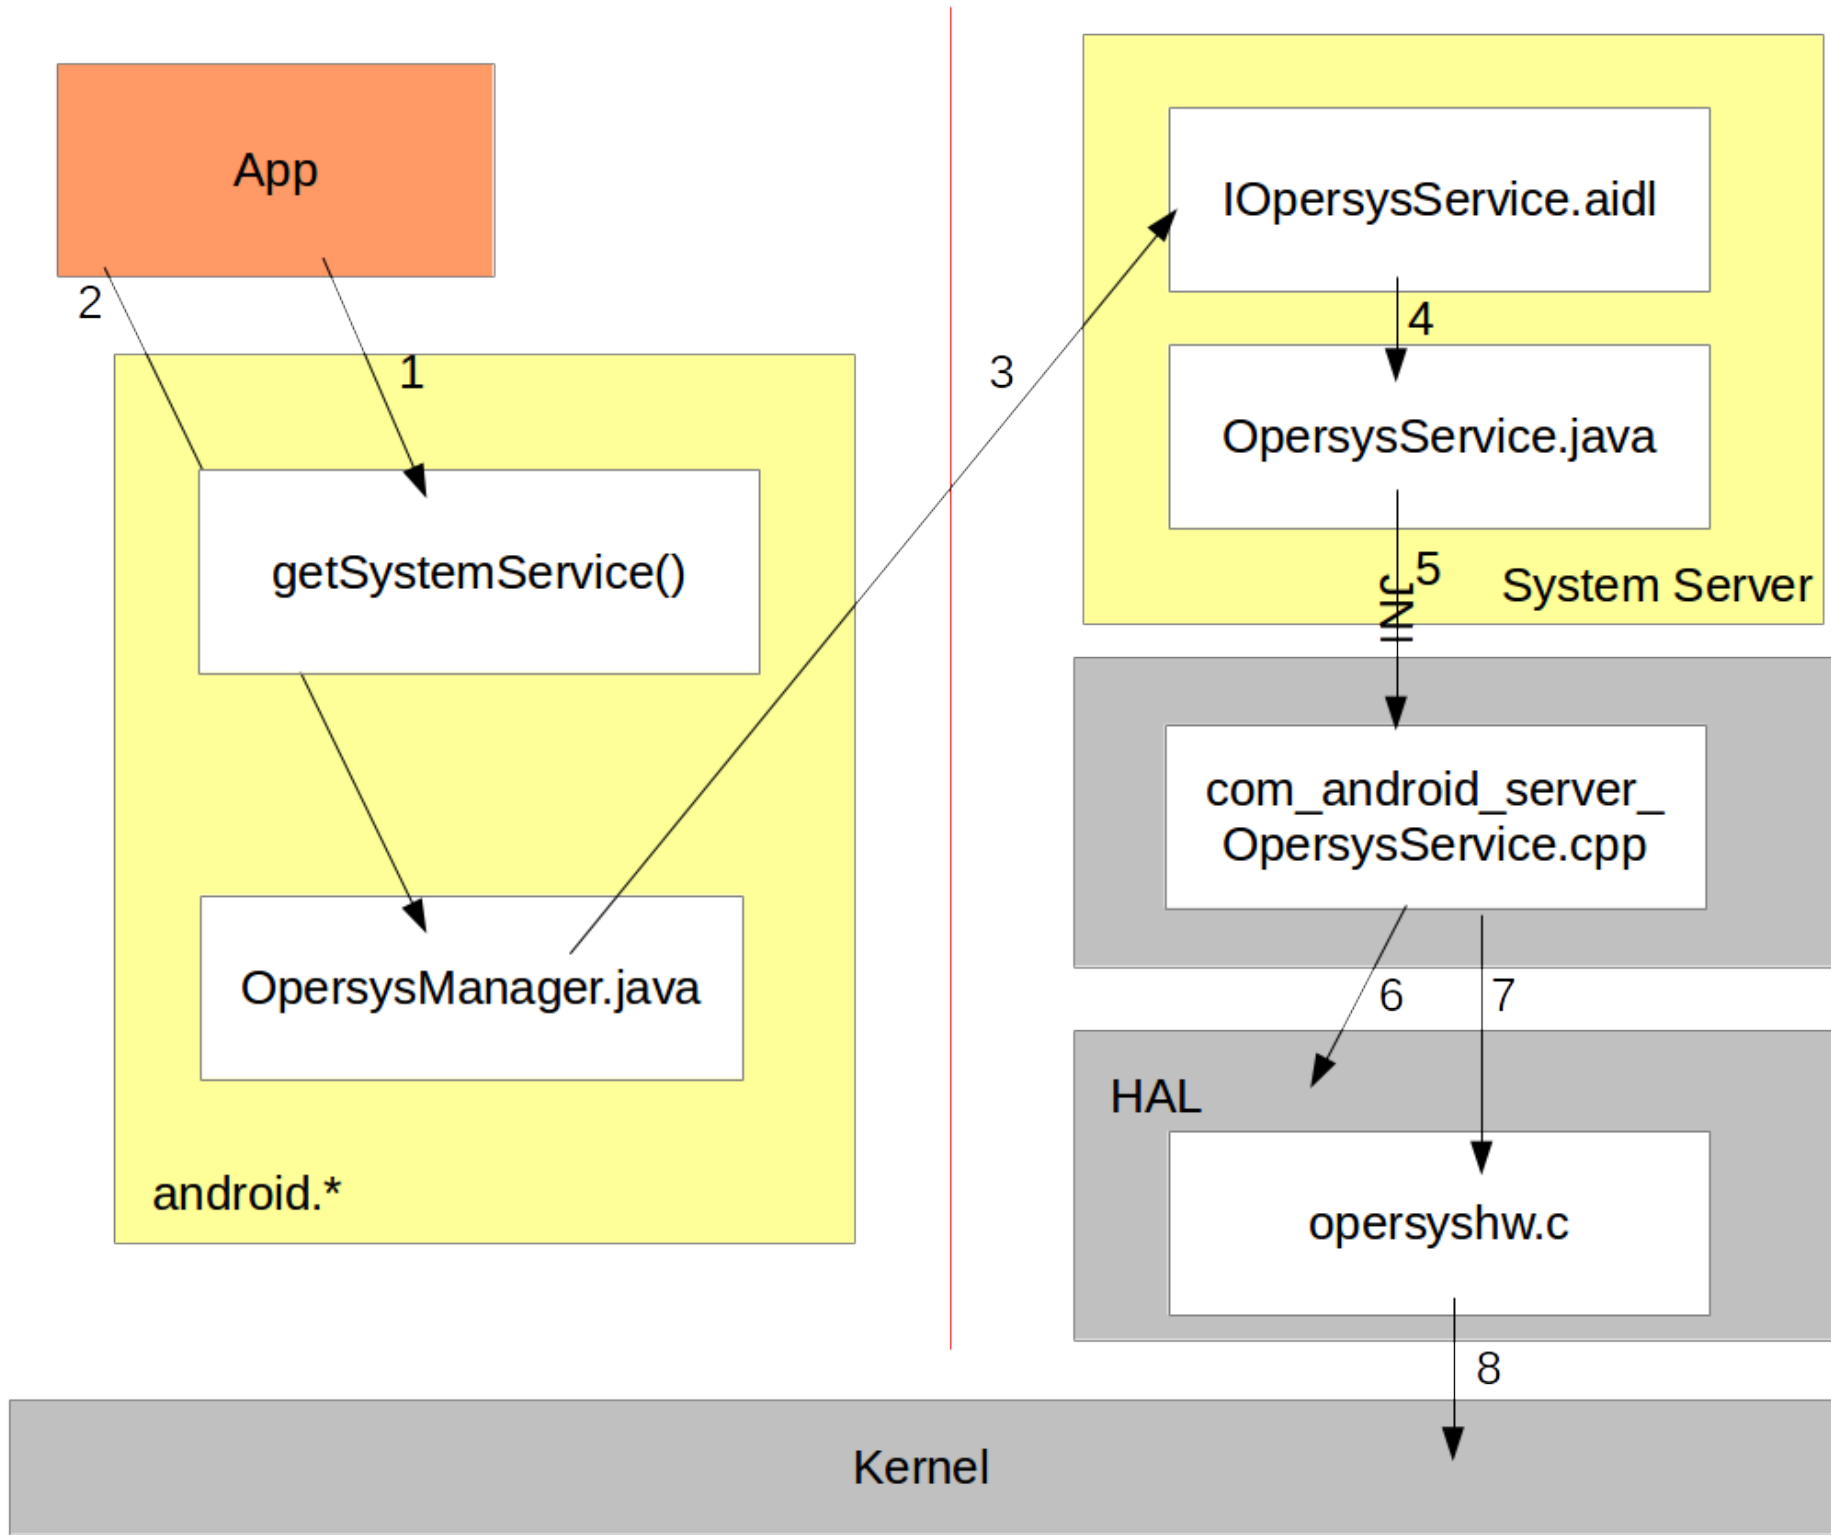 App
2
1
getSystemService()
OpersysManager.java
android.*
3
IOpersysService.aidl
4
OpersysService.java
5
JNI
System Server
com_android_server_
OpersysService.cpp
6
7
HAL
opersyshw.c
8
Kernel